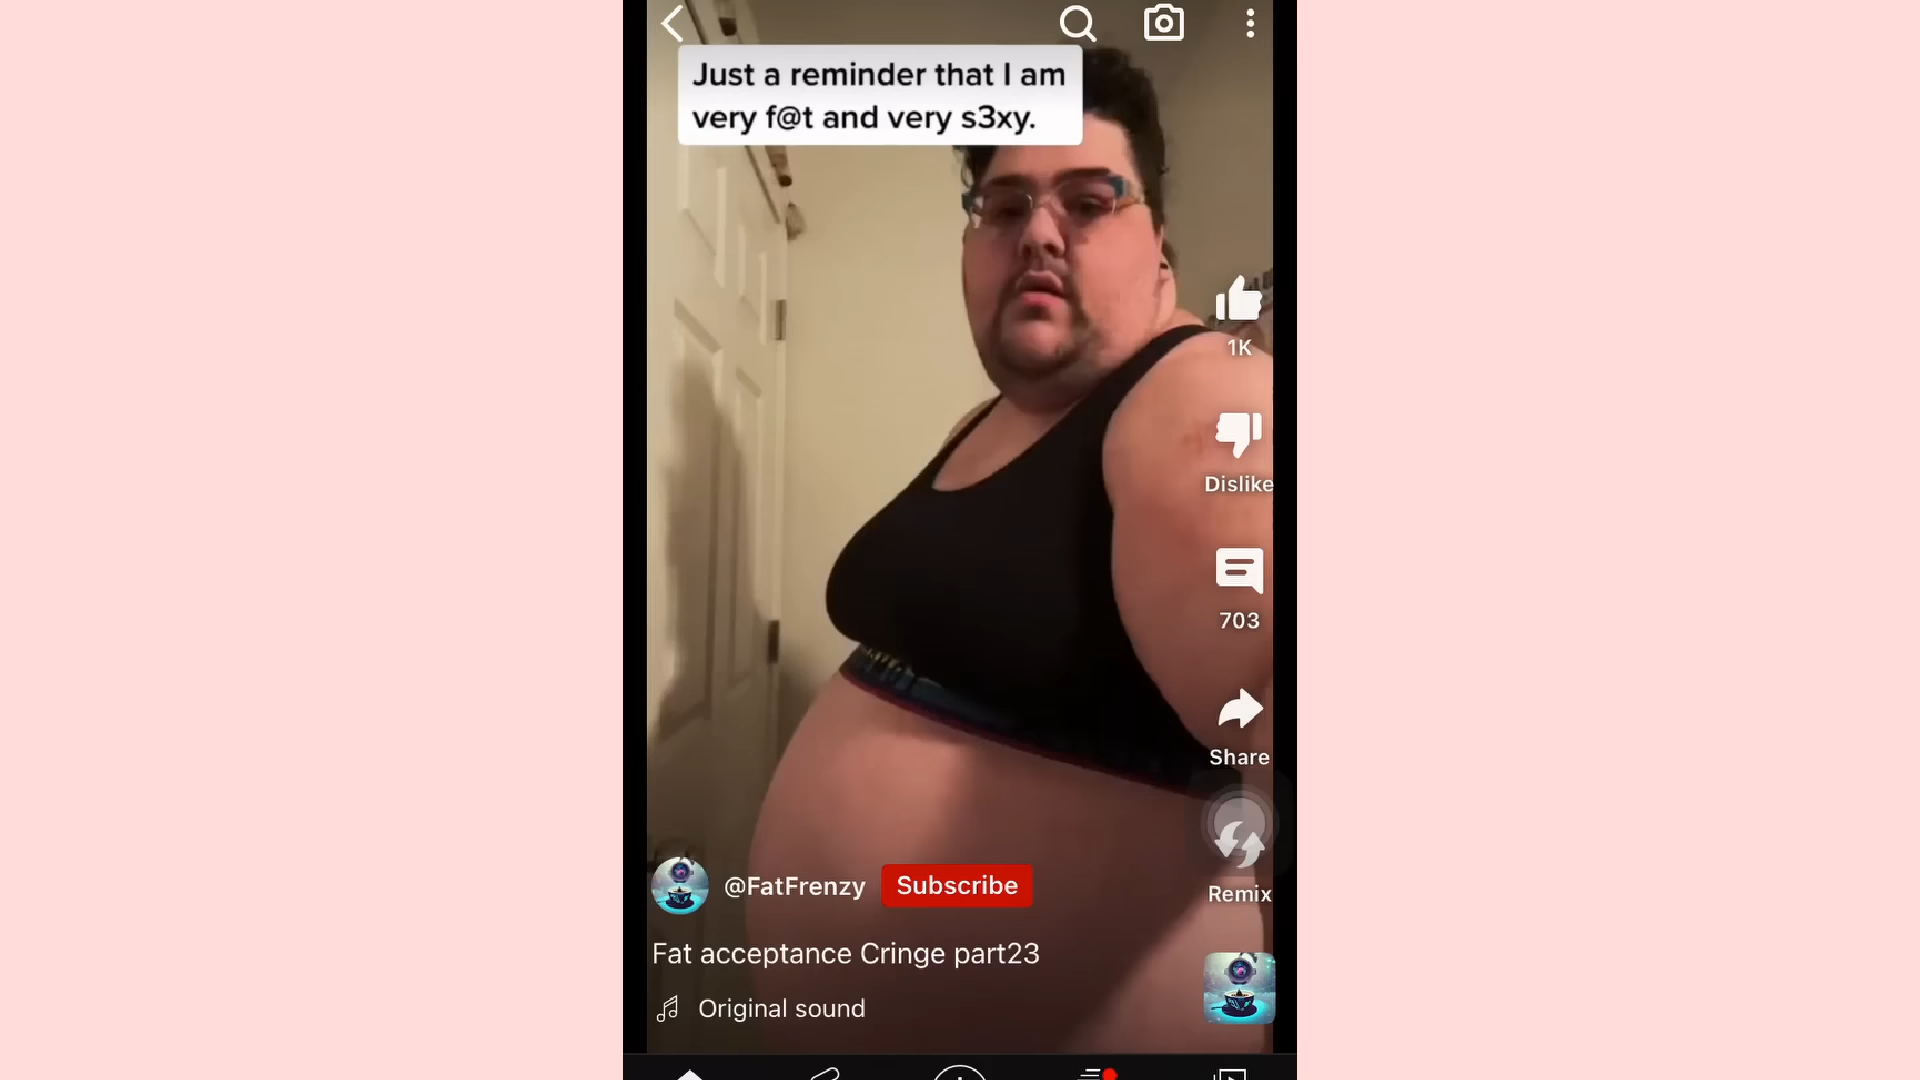 Just a reminder that I am
very f@t and very s3xy.
1K
Dislike
703
Share
Remix
@FatFrenzy
Subscribe
Fat acceptance Cringe part23
Original sound